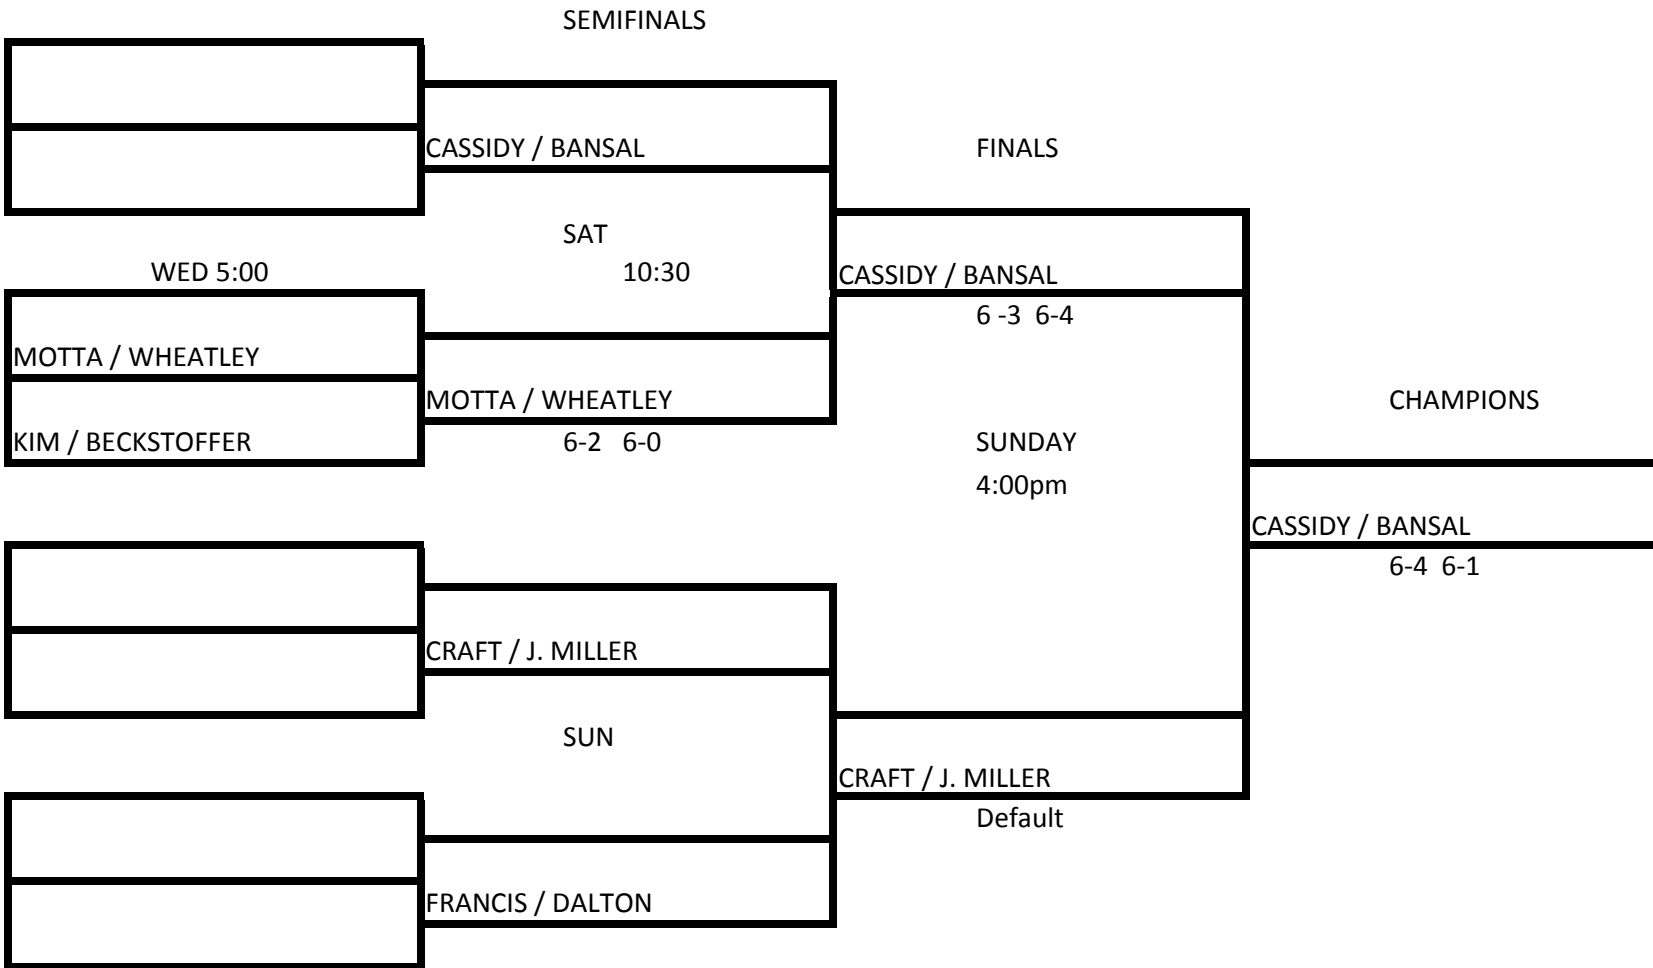 SEMIFINALS
CASSIDY / BANSAL
FINALS
SAT
WED 5:00
10:30
CASSIDY / BANSAL
6 -3 6-4
MOTTA / WHEATLEY
MOTTA / WHEATLEY
CHAMPIONS
KIM / BECKSTOFFER
6-2 6-0
SUNDAY
4:00pm
CASSIDY / BANSAL
6-4 6-1
CRAFT / J. MILLER
SUN
CRAFT / J. MILLER
Default
FRANCIS / DALTON